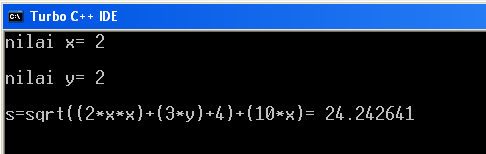 Turbo C++ IDE
nilai x= 2
nilai y= 2
s=sqrt((2*x*x)+(3*y)+4)+(10*x)= 24.242641